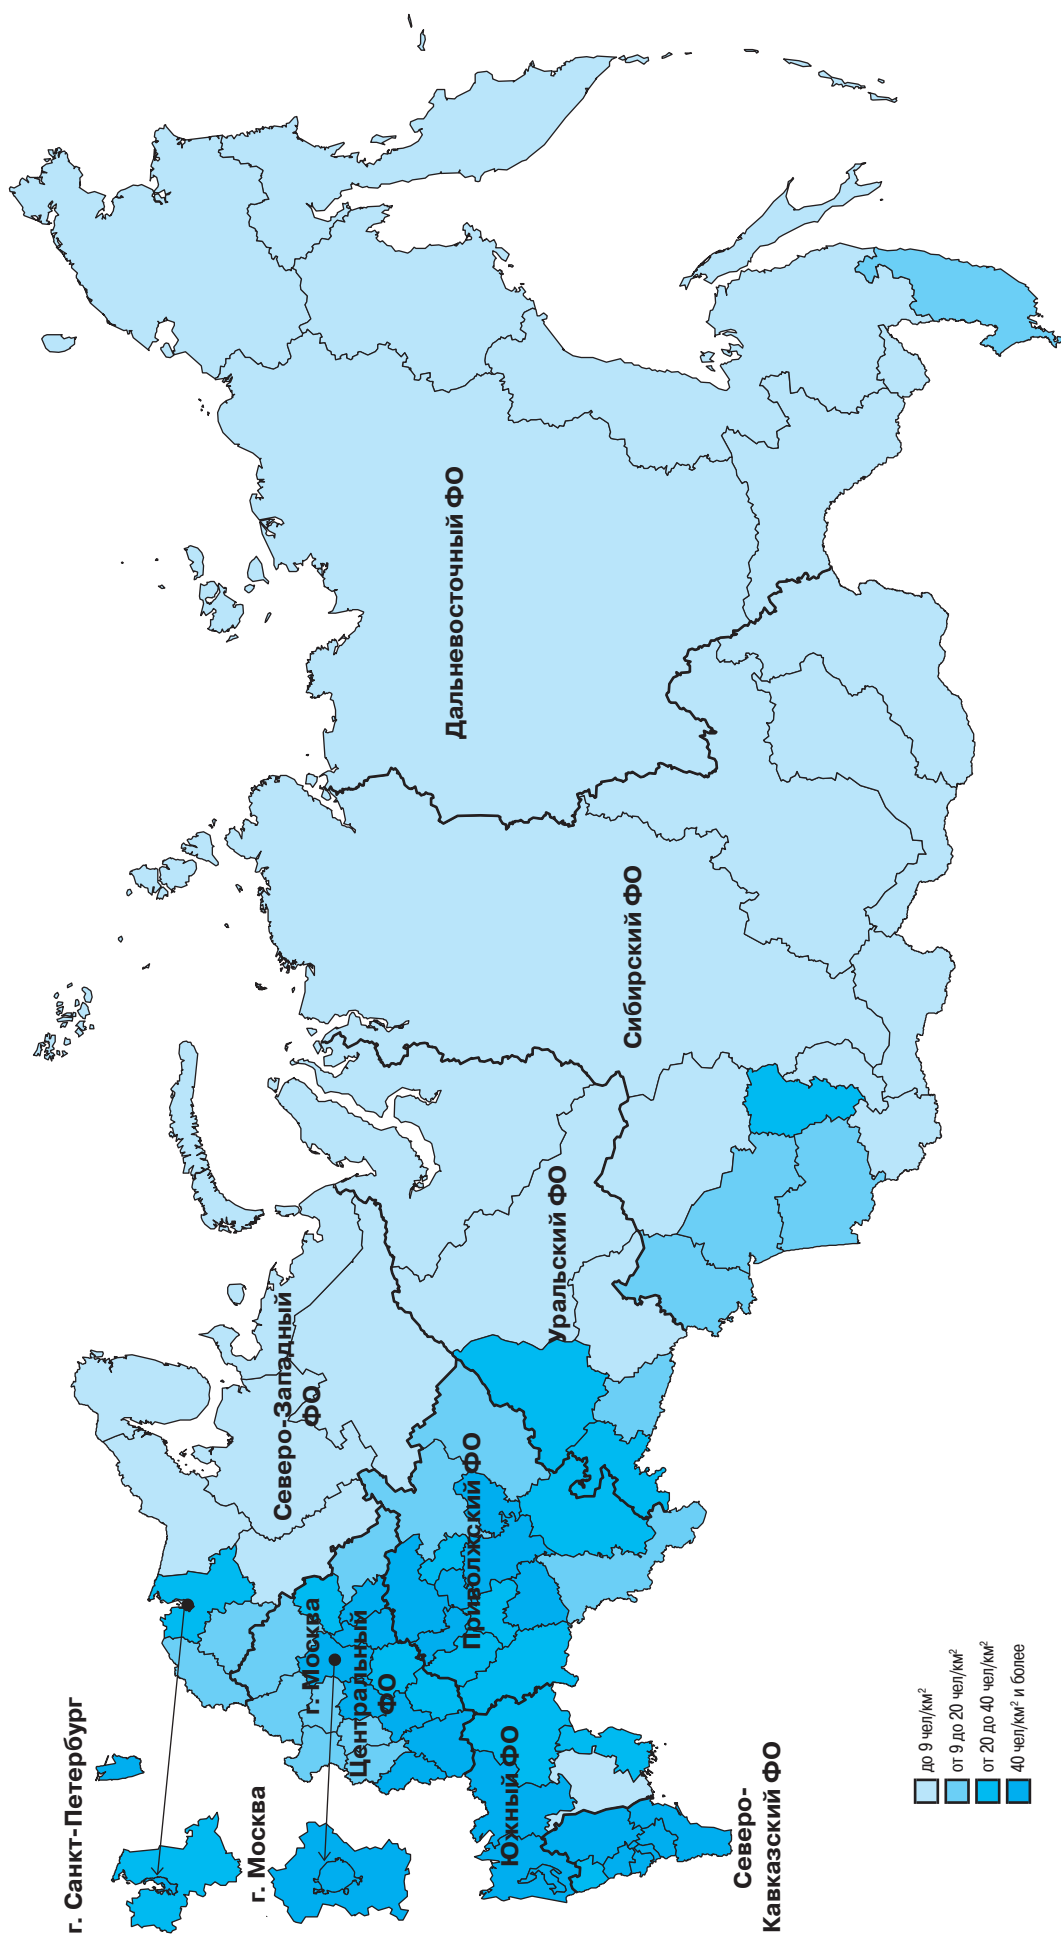 г. Санкт-Петербург
г. Москва
Северо-Западный
ФО
г. Москва
Центральный
ФО
Приволжский ФО
Южный ФО
Северо-
Кавказский ФО
Уральский ФО
Сибирский ФО
Дальневосточный ФО
до 9 чел/км²
от 9 до 20 чел/км²
от 20 до 40 чел/км²
40 чел/км² и более